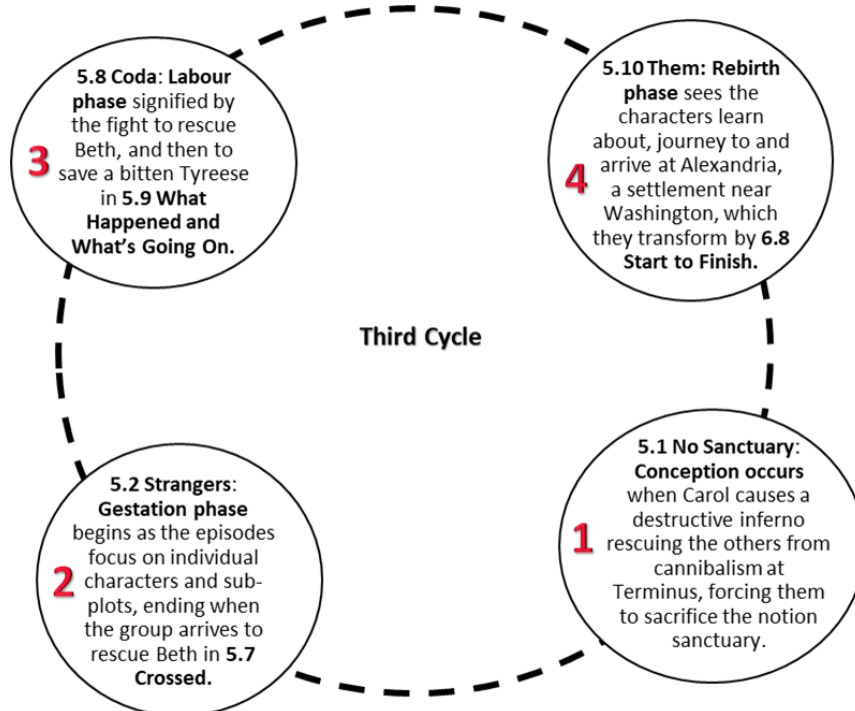 5.8 Coda: Labour
phase signified by
the fight to rescue
Beth, and then to
save a bitten Tyreese
in 5.9 What
Happened and
What's Going On.
3
5.10 Them: Rebirth
phase sees the
characters learn
about, journey to and
arrive at Alexandria,
a settlement near
Washington, which
they transform by 6.8
Start to Finish.
4
Third Cycle
5.2 Strangers:
Gestation phase
begins as the episodes
focus on individual
characters and sub-
plots, ending when
the group arrives to
rescue Beth in 5.7
Crossed.
2
5.1 No Sanctuary:
Conception occurs
when Carol causes a
destructive inferno
rescuing the others from
cannibalism at
Terminus, forcing them
to sacrifice the notion
sanctuary.
1